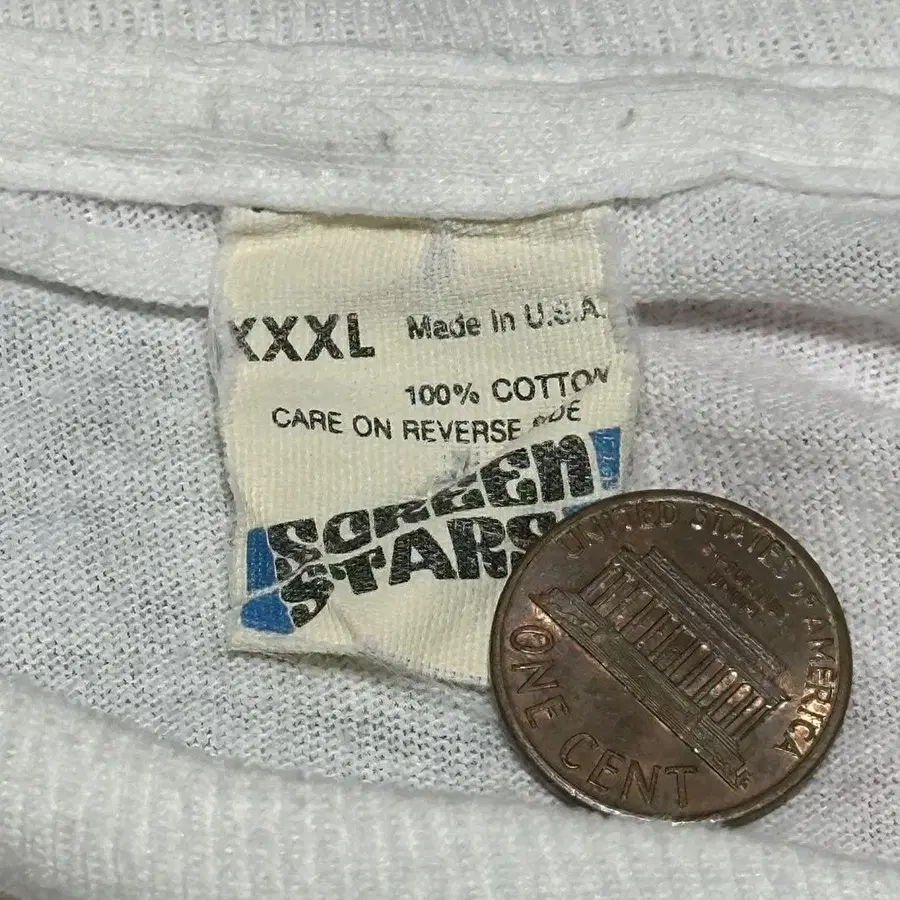 XXXL Made In U.S.A.
100% COTTON
CARE ON REVERSE
SCREEN
STARS
UNITED STATES OF AMERICA
ONE CENT